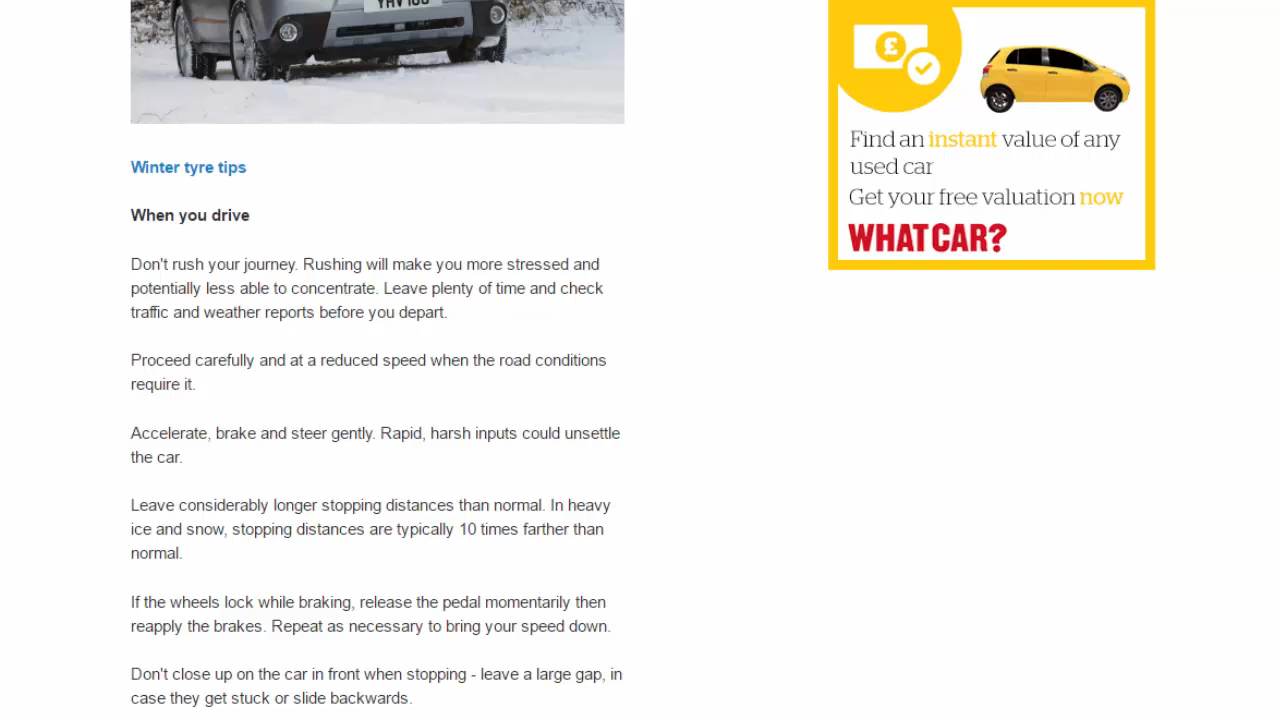 Winter tyre tips
When you drive
Don't rush your journey. Rushing will make you more stressed and
potentially less able to concentrate. Leave plenty of time and check
traffic and weather reports before you depart.
Proceed carefully and at a reduced speed when the road conditions
require it.
Accelerate, brake and steer gently. Rapid, harsh inputs could unsettle
the car.
Leave considerably longer stopping distances than normal. In heavy
ice and snow, stopping distances are typically 10 times farther than
normal.
If the wheels lock while braking, release the pedal momentarily then
reapply the brakes. Repeat as necessary to bring your speed down.
Don't close up on the car in front when stopping - leave a large gap, in
case they get stuck or slide backwards.
£
Find an instant value of any
used car
Get your free valuation now
WHAT CAR?